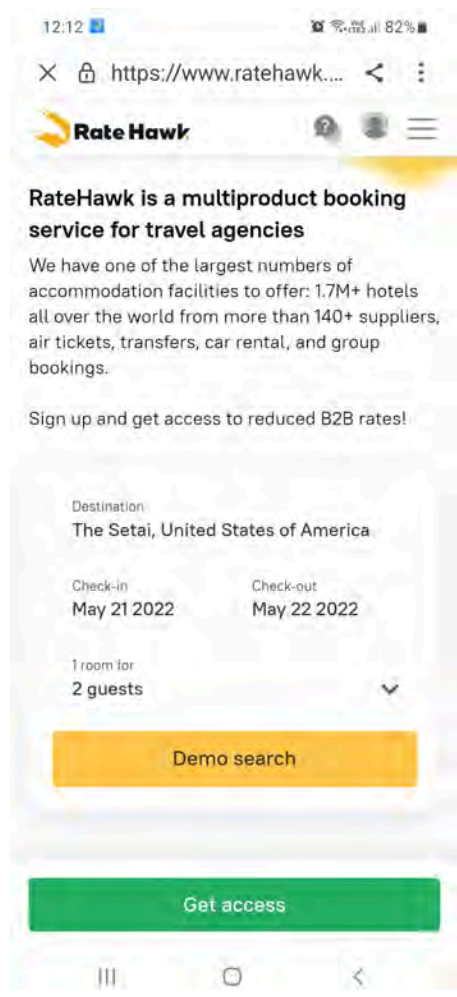 12:12 82%
https://www.ratehawk....
Rate Hawk
RateHawk is a multiproduct booking
service for travel agencies
We have one of the largest numbers of
accommodation facilities to offer: 1.7M+ hotels
all over the world from more than 140+ suppliers,
air tickets, transfers, car rental, and group
bookings.
Sign up and get access to reduced B2B rates!
Destination
The Setai, United States of America
Check-in Check-out
May 21 2022 May 22 2022
1 room for
2 guests
Demo search
Get access